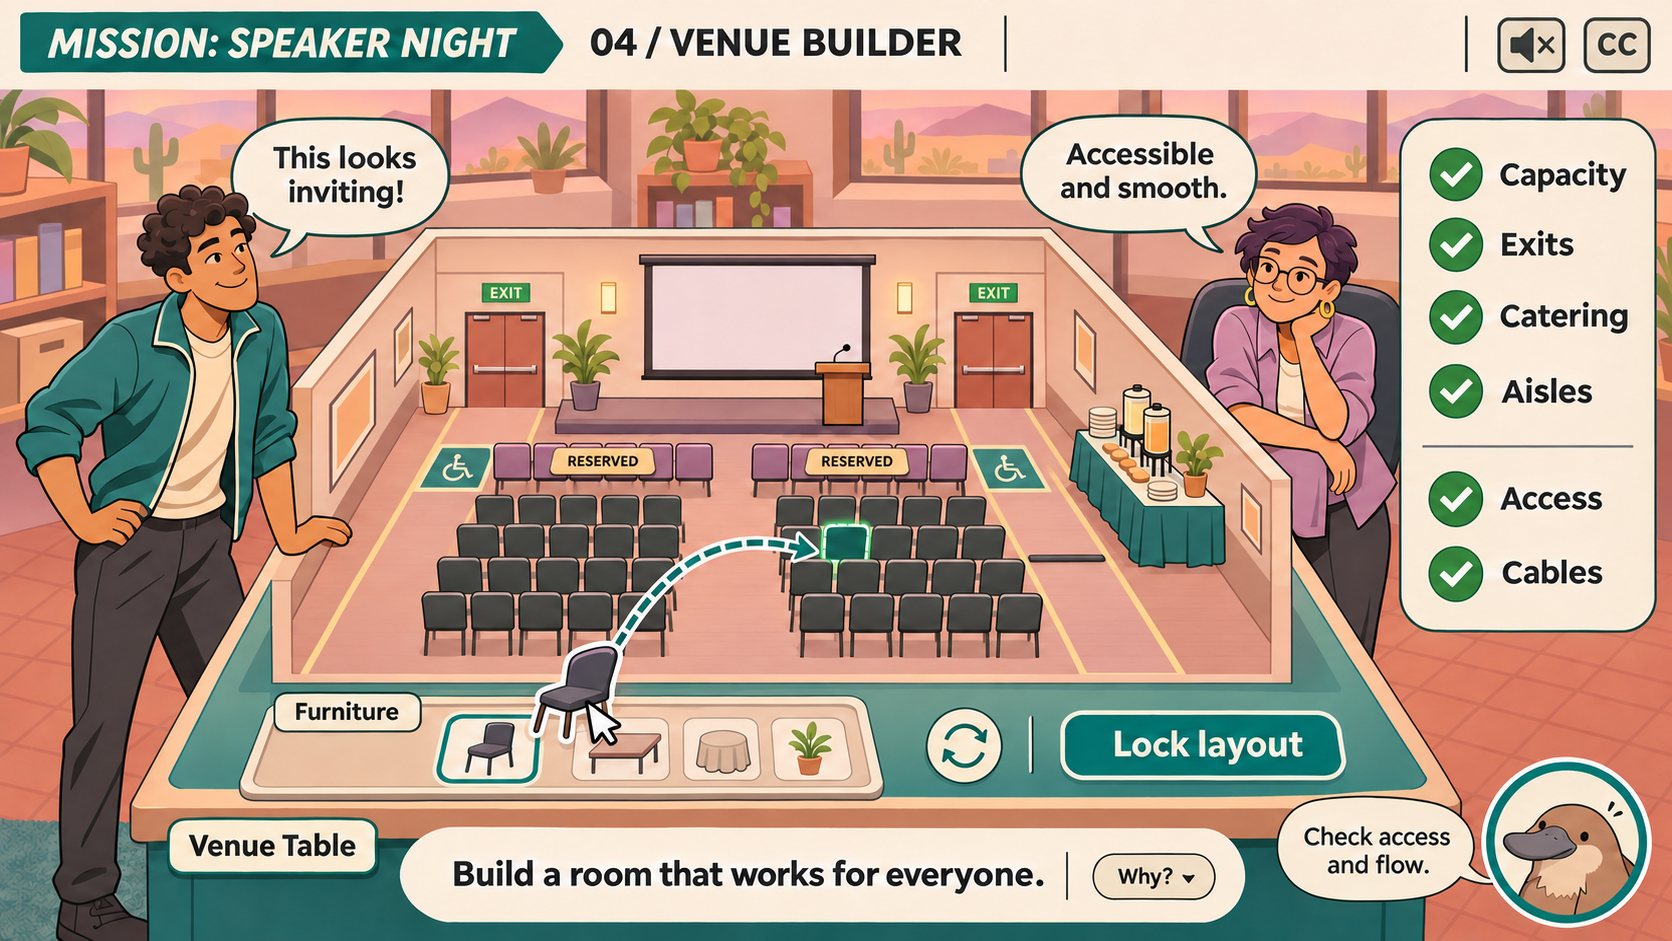 MISSION: SPEAKER NIGHT
04 / VENUE BUILDER
CC
This looks
inviting!
Accessible
and smooth.
Capacity
Exits
Catering
Aisles
Access
Cables
EXIT
EXIT
RESERVED
RESERVED
Furniture
Lock layout
Venue Table
Build a room that works for everyone.
Why?
Check access
and flow.